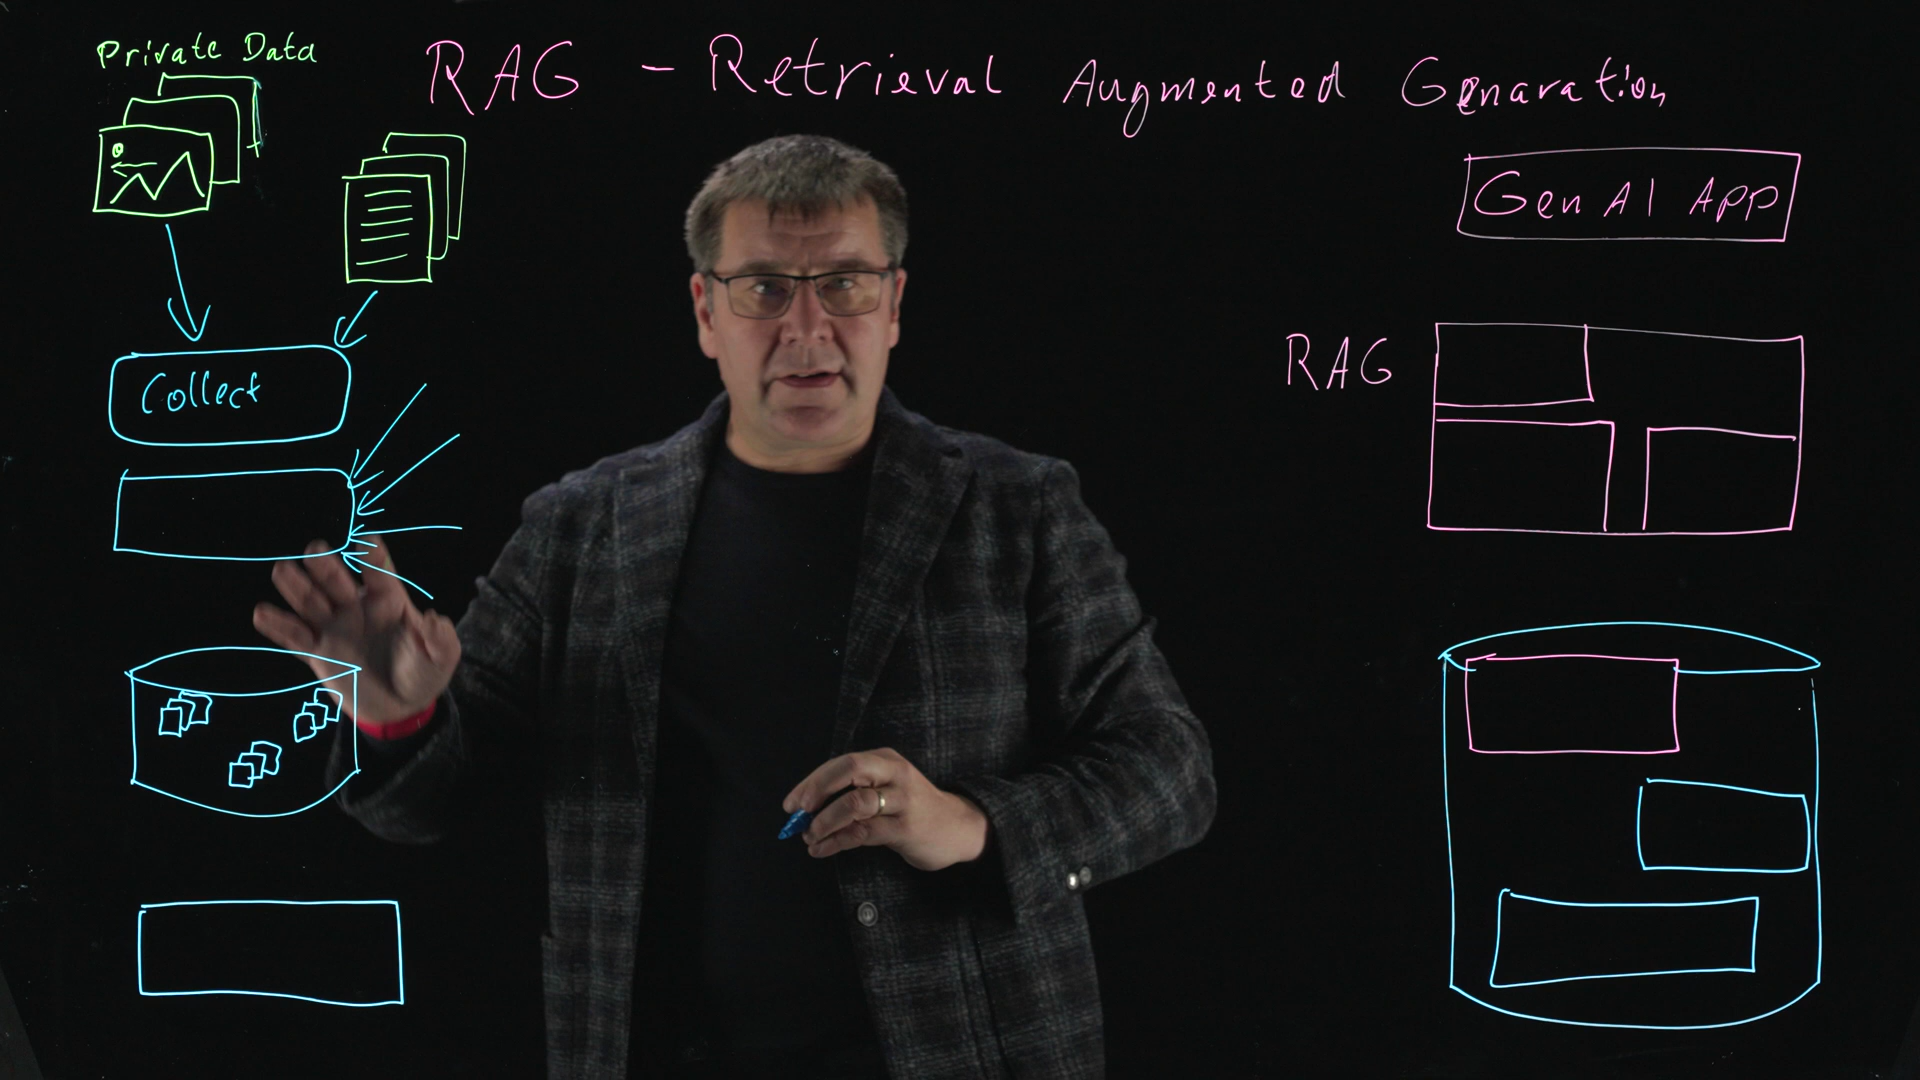 Private Data
RAG - Retrieval Augmented Genaration
Gen AI App
RAG
Collect